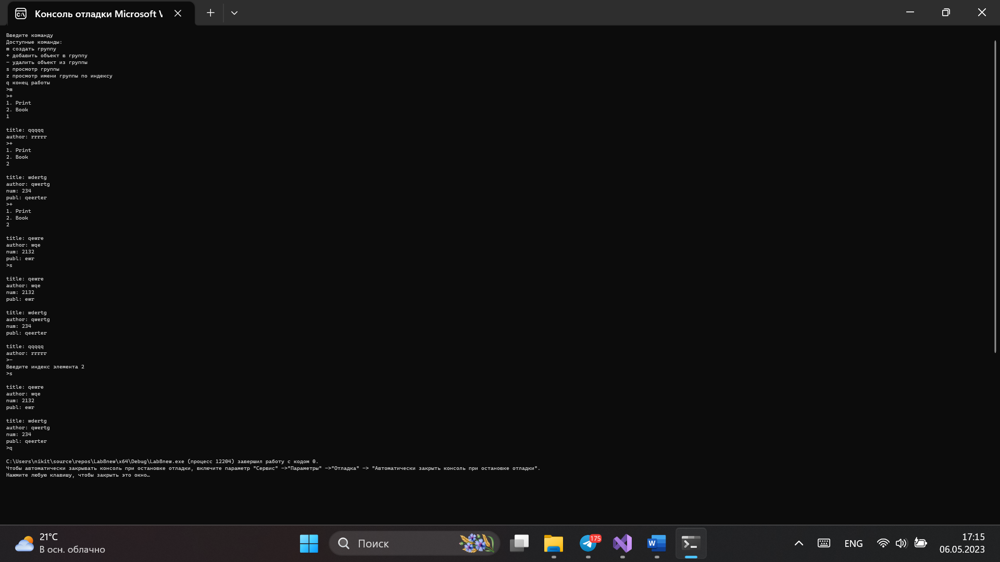 Консоль отладки Microsoft V
Введите команду
Доступные команды:
m создать группу
+ добавить объект в группу
- удалить объект из группы
s просмотр группы
z просмотр имени группы по индексу
q конец работы
>m
>+
1. Print
2. Book
1
title: qqqqq
author: rrrrr
>+
1. Print
2. Book
2
title: wdertg
author: qwertg
num: 234
publ: qeerter
>+
1. Print
2. Book
2
title: qewre
author: wqe
num: 2132
publ: ewr
>s
title: qewre
author: wqe
num: 2132
publ: ewr
title: wdertg
author: qwertg
num: 234
publ: qeerter
title: qqqqq
author: rrrrr
>-
Введите индекс элемента 2
>s
title: qewre
author: wqe
num: 2132
publ: ewr
title: wdertg
author: qwertg
num: 234
publ: qeerter
>q
C:\Users\nikit\source\repos\Lab8new\x64\Debug\Lab8new.exe (процесс 12204) завершил работу с кодом 0.
Чтобы автоматически закрывать консоль при остановке отладки, включите параметр "Сервис" ->"Параметры" ->"Отладка" -> "Автоматически закрыть консоль при остановке отладки".
Нажмите любую клавишу, чтобы закрыть это окно…
21°C
В осн. облачно
Поиск
175
ENG
17:15
06.05.2023